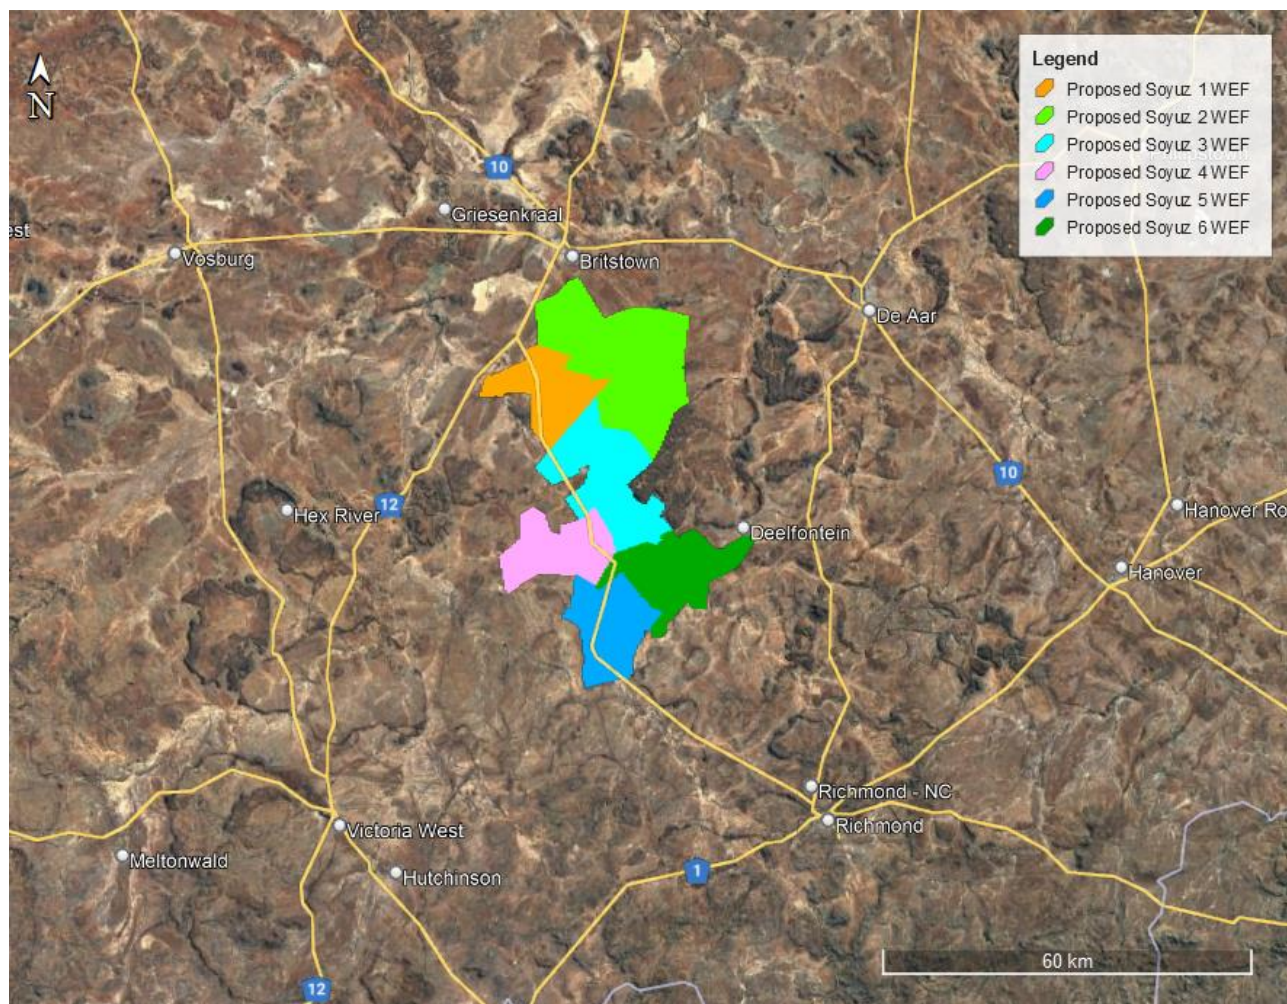 Legend
Proposed Soyuz 1 WEF
Proposed Soyuz 2 WEF
Proposed Soyuz 3 WEF
Proposed Soyuz 4 WEF
Proposed Soyuz 5 WEF
Proposed Soyuz 6 WEF
N
10
Griesenkraal
est
Vosburg
Britstown
De Aar
10
12
Hex River
Hanover Ro
Deelfontein
Hanover
Richmond - NC
Richmond
Victoria West
Meltonwald
Hutchinson
1
60 km
12